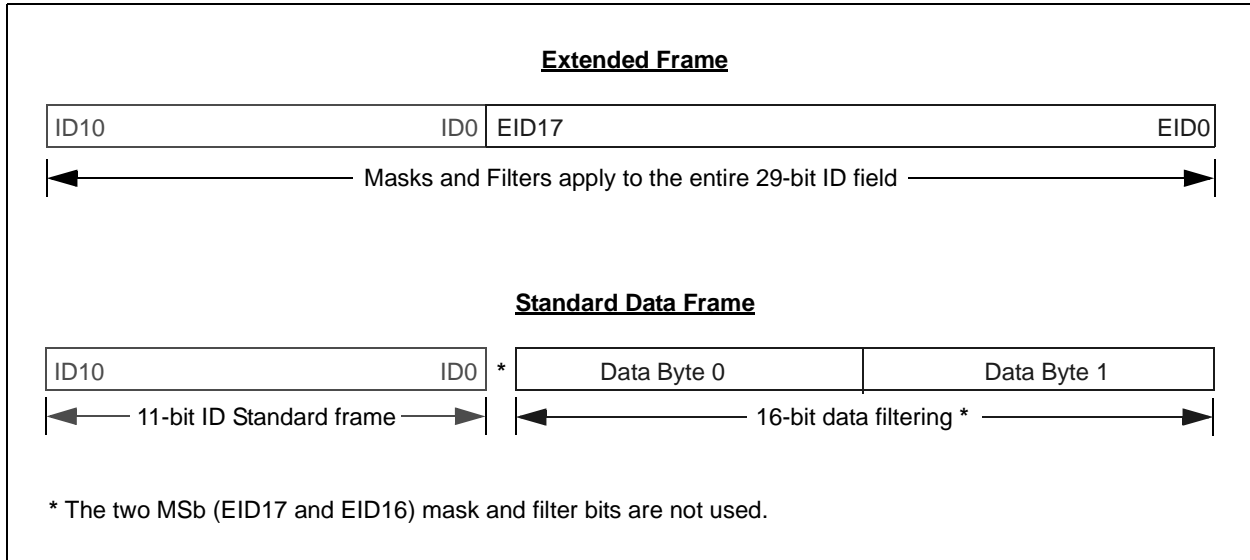 Extended Frame
ID10 ID0 EID17 EID0
Masks and Filters apply to the entire 29-bit ID field
Standard Data Frame
ID10 ID0 * Data Byte 0 Data Byte 1
11-bit ID Standard frame 16-bit data filtering *
* The two MSb (EID17 and EID16) mask and filter bits are not used.